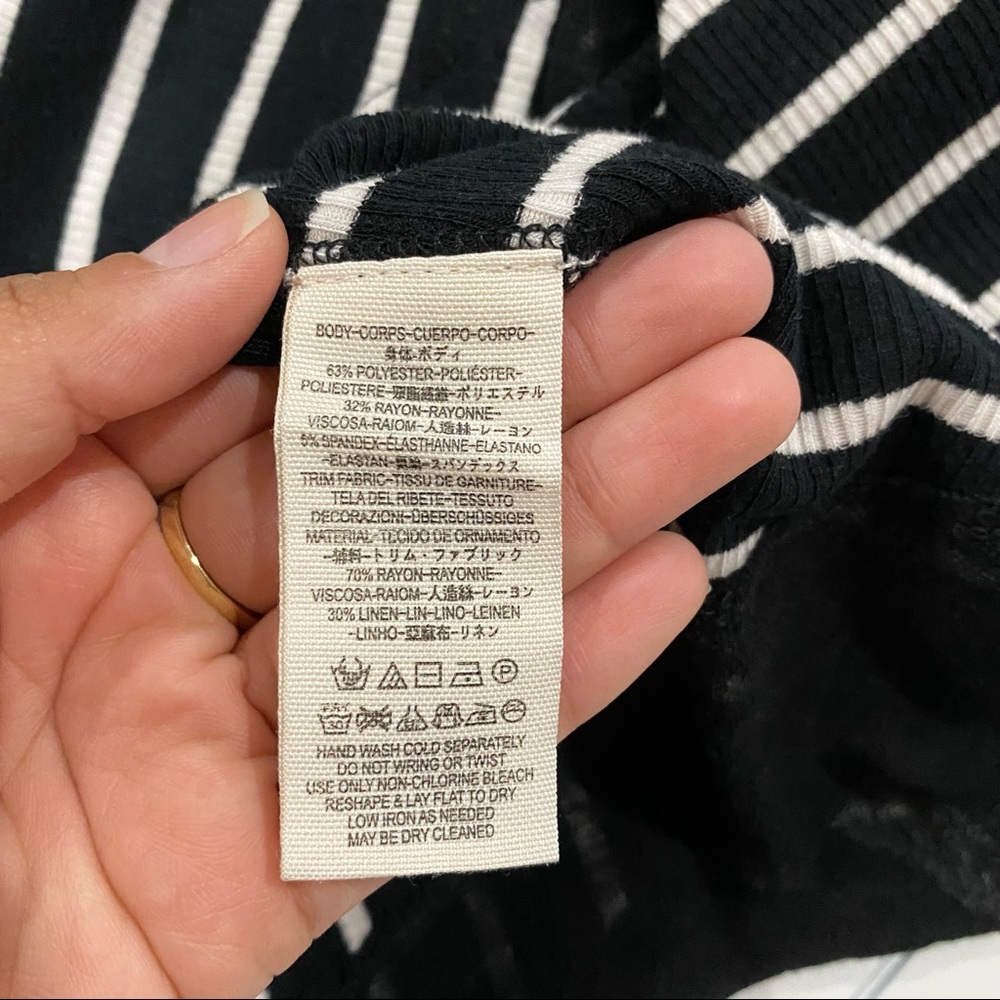 BODY-CORPS-CUERPO-CORPO-
身体-ボディ
63% POLYESTER-POLIÉSTER-
POLIESTERE-聚脂纖維-ポリエステル
32% RAYON-RAYONNE-
VISCOSA-RAIOM-人造絲-レーヨン
5% SPANDEX-ÉLASTHANNE-ELASTANO
-ELASTAN-氨綸-スパンデックス
TRIM FABRIC-TISSU DE GARNITURE-
TELA DEL RIBETE-TESSUTO
DECORAZIONI-ÜBERSCHÜSSIGES
MATERIAL-TECIDO DE ORNAMENTO
-輔料-トリム・ファブリック
70% RAYON-RAYONNE-
VISCOSA-RAIOM-人造絲-レーヨン
30% LINEN-LIN-LINO-LEINEN
-LINHO-亞麻布-リネン
P
HAND WASH COLD SEPARATELY
DO NOT WRING OR TWIST
USE ONLY NON-CHLORINE BLEACH
RESHAPE & LAY FLAT TO DRY
LOW IRON AS NEEDED
MAY BE DRY CLEANED